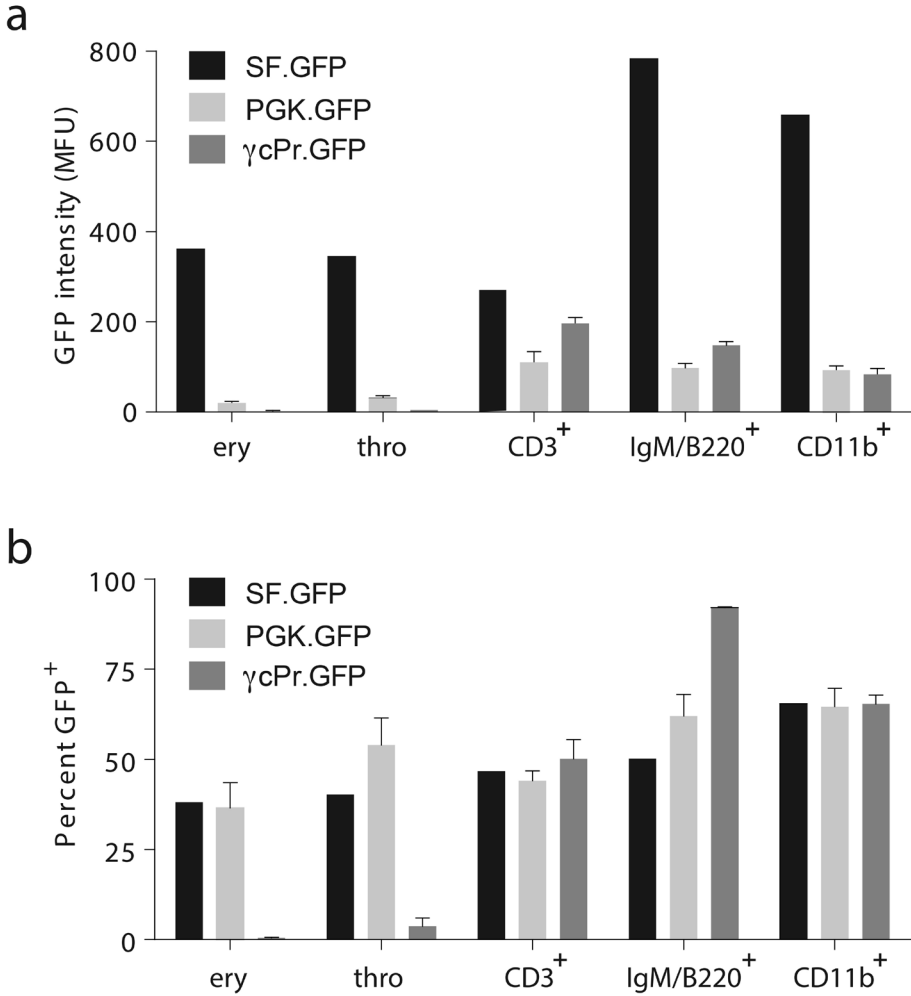 a
800
600
400
200
0
GFP intensity (MFU)
SF.GFP
PGK.GFP
γcPr.GFP
ery thro CD3+ IgM/B220+ CD11b+
b
100
75
50
25
0
Percent GFP+
SF.GFP
PGK.GFP
γcPr.GFP
ery thro CD3+ IgM/B220+ CD11b+